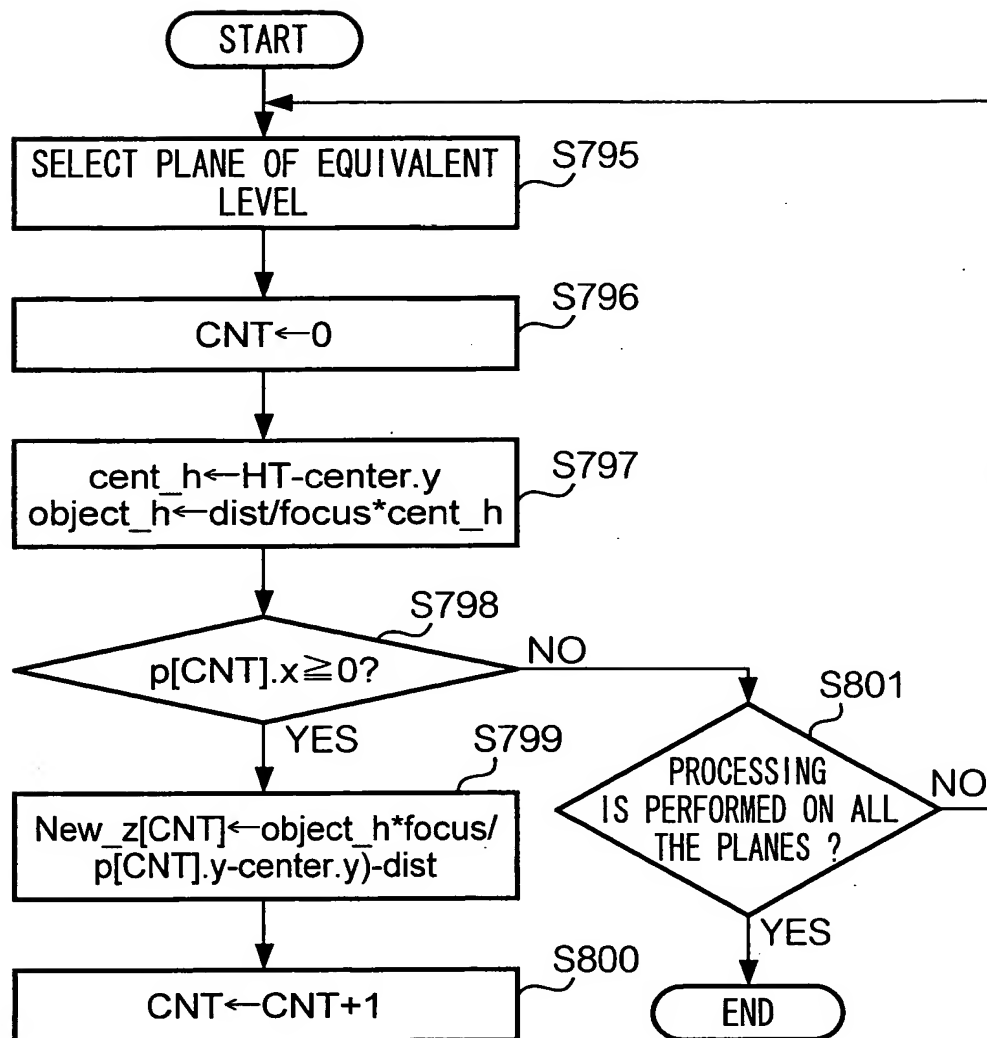 START
SELECT PLANE OF EQUIVALENT
LEVEL
S795
CNT←0
S796
cent_h←HT-center.y
object_h←dist/focus*cent_h
S797
p[CNT].x≧0?
S798
NO
YES
New_z[CNT]←object_h*focus/
p[CNT].y-center.y)-dist
S799
CNT←CNT+1
S800
PROCESSING
IS PERFORMED ON ALL
THE PLANES ?
S801
NO
YES
END